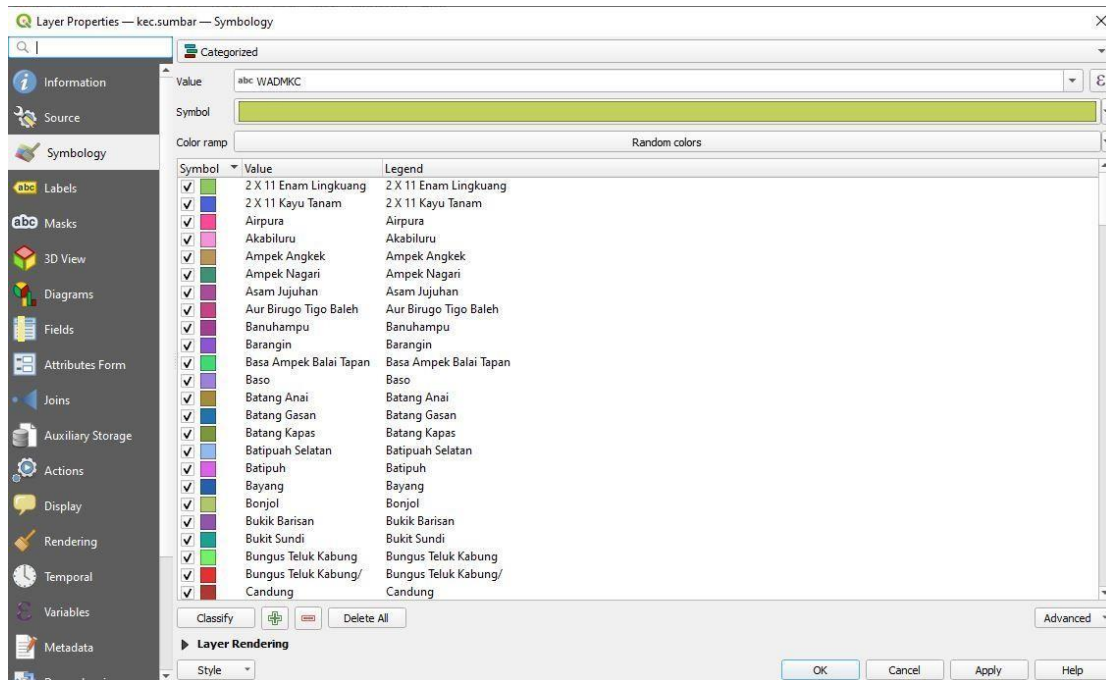 Layer Properties — kec.sumbar — Symbology
Information
Source
Symbology
abc Labels
abc Masks
3D View
Diagrams
Fields
Attributes Form
Joins
Auxiliary Storage
Actions
Display
Rendering
Temporal
Variables
Metadata
Categorized
Value abc WADMKC
Symbol
Color ramp Random colors
Symbol Value Legend
2 X 11 Enam Lingkuang 2 X 11 Enam Lingkuang
2 X 11 Kayu Tanam 2 X 11 Kayu Tanam
Airpura Airpura
Akabiluru Akabiluru
Ampek Angkek Ampek Angkek
Ampek Nagari Ampek Nagari
Asam Jujuhan Asam Jujuhan
Aur Birugo Tigo Baleh Aur Birugo Tigo Baleh
Banuhampu Banuhampu
Barangin Barangin
Basa Ampek Balai Tapan Basa Ampek Balai Tapan
Baso Baso
Batang Anai Batang Anai
Batang Gasan Batang Gasan
Batang Kapas Batang Kapas
Batipuah Selatan Batipuah Selatan
Batipuh Batipuh
Bayang Bayang
Bonjol Bonjol
Bukik Barisan Bukik Barisan
Bukit Sundi Bukit Sundi
Bungus Teluk Kabung Bungus Teluk Kabung
Bungus Teluk Kabung/ Bungus Teluk Kabung/
Candung Candung
Classify Delete All Advanced
Layer Rendering
Style OK Cancel Apply Help